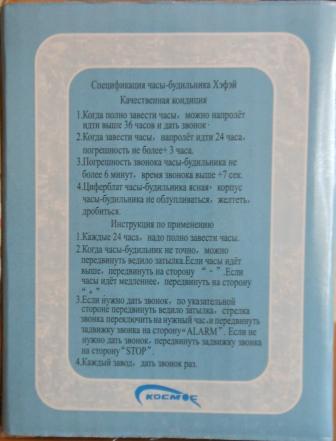 Спецификация часы-будильника Хэфэй
Качественная кондиция
1.Когда полно завести часы, можно напролёт
идти выше 36 часов и дать звонок·
2.Когда завести часы, напролёт идти 24 часа,
погрешность не более± 3 часа.
3.Погрешность звонока часы-будильника не
более 6 минут, время звонока выше +7 сек.
4.Циферблат часы-будильника ясная, корпус
часы-будильника не облупливаться, желтеть,
дробиться.
Инструкция по применению
1.Каждые 24 часа, надо полно завести часы.
2.Когда часы-будильник не точно, можно
передвинуть ведило затылка.Если часы идёт
выше, передвинуть на сторону “-”.Если
часы идёт медленнее, передвинуть на сторону
“+”
3.Если нужно дать звонок, по указательной
стороне передвинуть ведило затылка, стрелка
звонка переключить на нужный час,и передвинуть
задвижку звонка на сторону“ALARM”. Если не
нужно дать звонок, передвинуть задвижку звонка
на сторону“STOP”.
4.Каждый завод, дать звонок раз.
КОСМОС